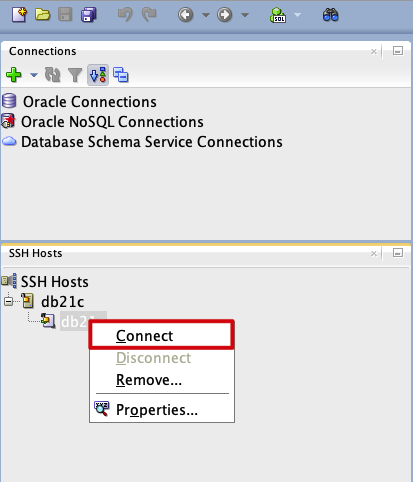 SQL
Connections
Oracle Connections
Oracle NoSQL Connections
Database Schema Service Connections
SSH Hosts
SSH Hosts
db21c
Connect
Disconnect
Remove...
Properties...